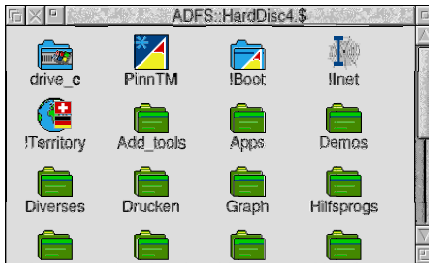 ADFS::HardDisc4.$
drive_c PinnTM !Boot !Inet
!Territory Add_tools Apps Demos
Diverses Drucken Graph Hilfsprogs